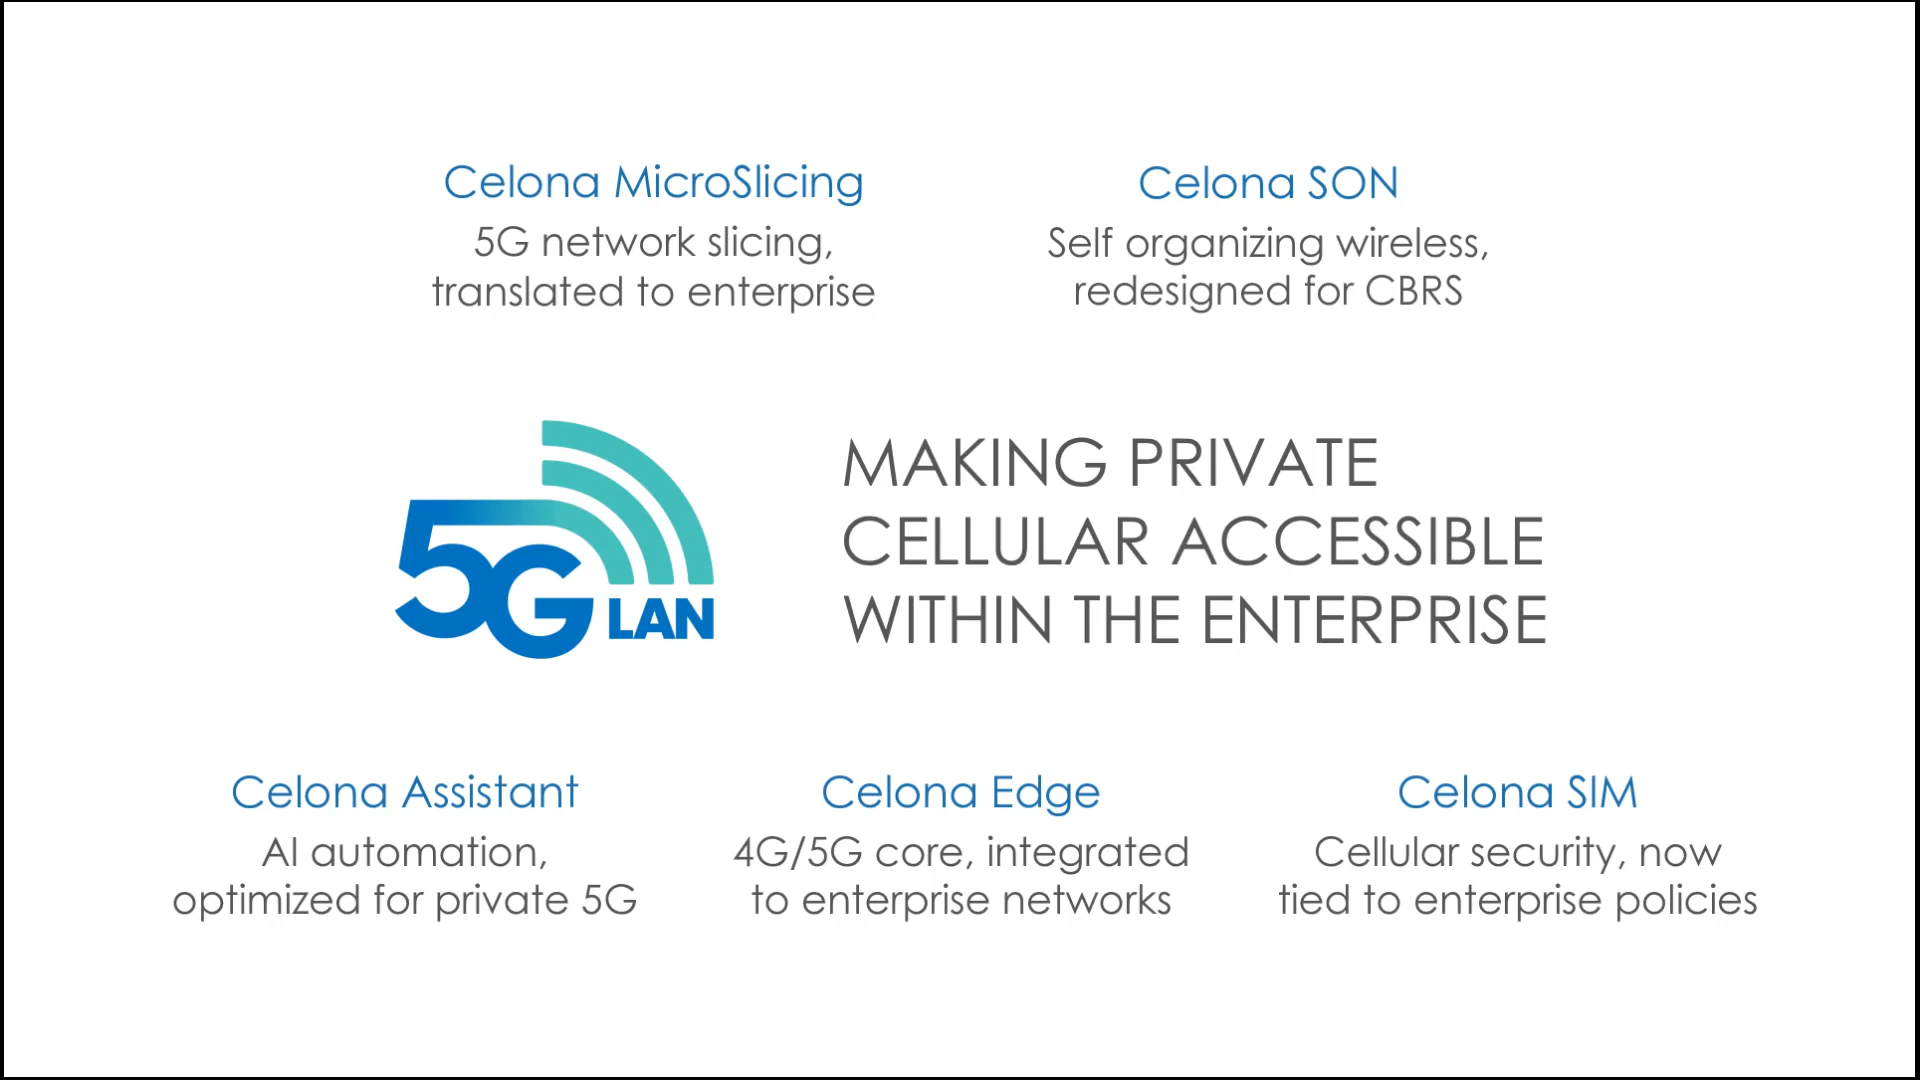 Celona MicroSlicing
5G network slicing,
translated to enterprise
Celona SON
Self organizing wireless,
redesigned for CBRS
5G LAN
MAKING PRIVATE
CELLULAR ACCESSIBLE
WITHIN THE ENTERPRISE
Celona Assistant
AI automation,
optimized for private 5G
Celona Edge
4G/5G core, integrated
to enterprise networks
Celona SIM
Cellular security, now
tied to enterprise policies